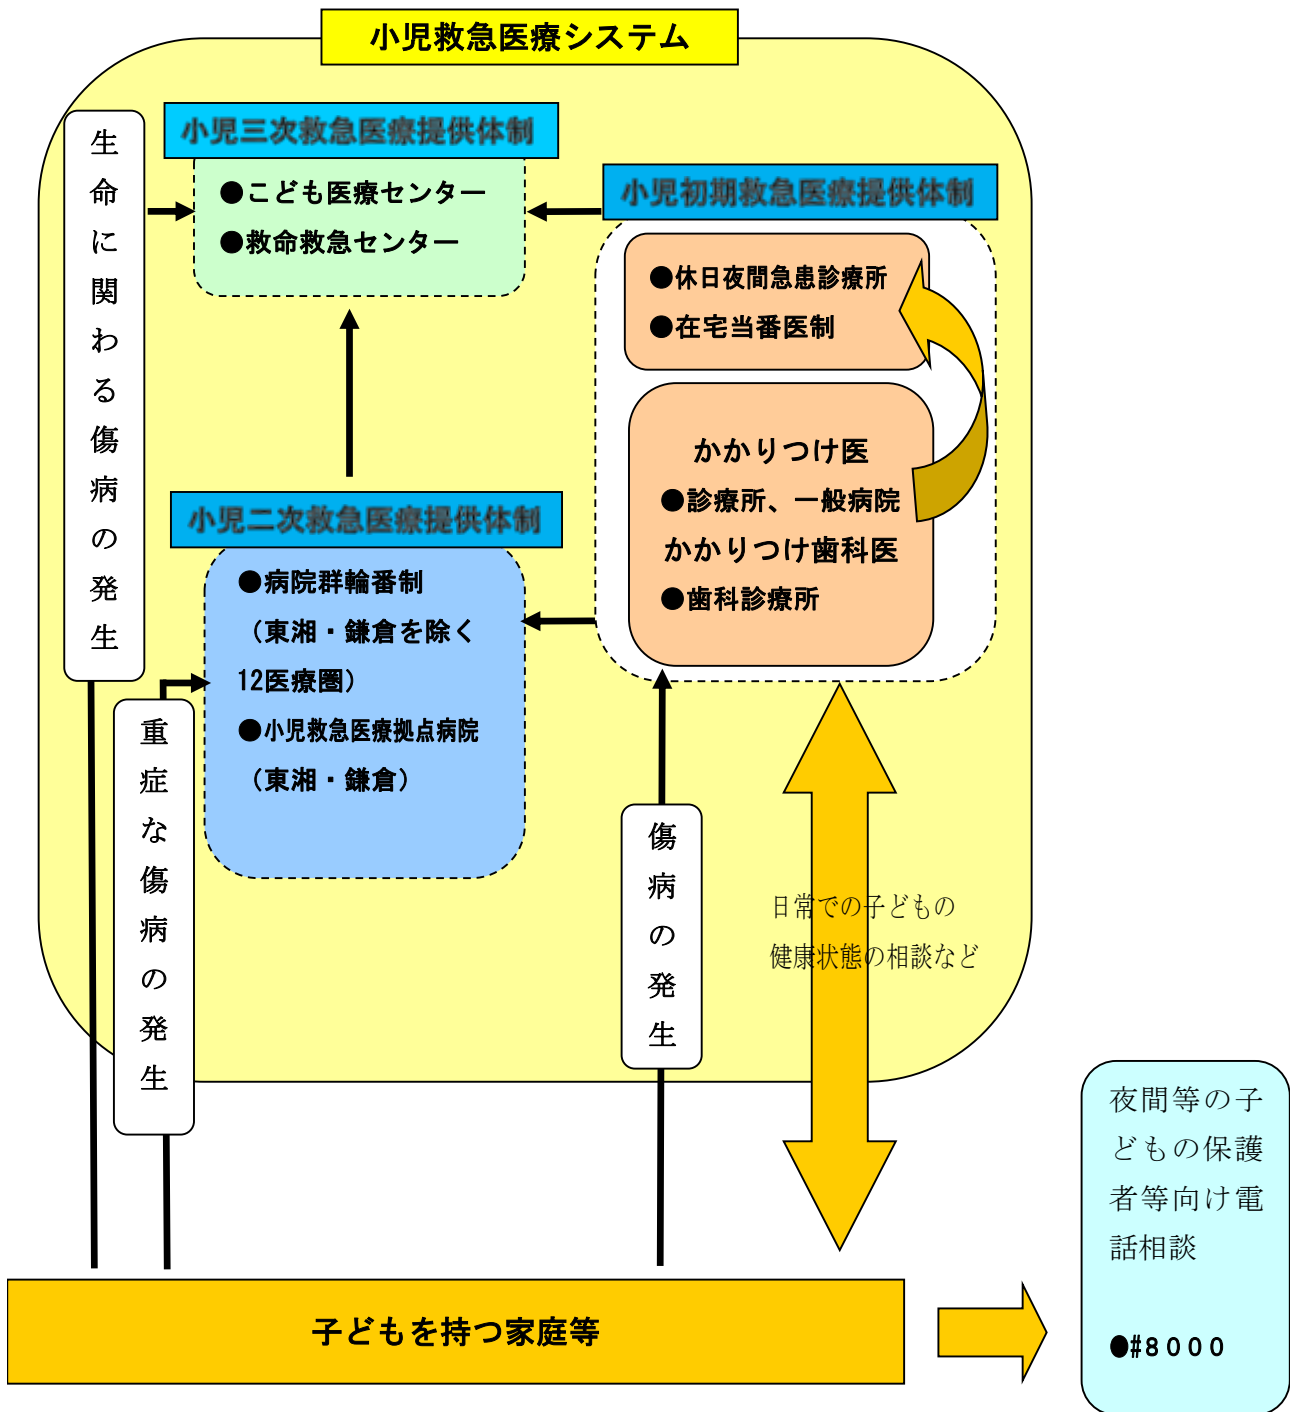 小児救急医療システム
生命に関わる傷病の発生
小児三次救急医療提供体制
●こども医療センター
●救命救急センター
小児初期救急医療提供体制
●休日夜間急患診療所
●在宅当番医制
かかりつけ医
●診療所、一般病院
かかりつけ歯科医
●歯科診療所
小児二次救急医療提供体制
●病院群輪番制
（東湘・鎌倉を除く
12医療圏）
●小児救急医療拠点病院
（東湘・鎌倉）
重症な傷病の発生
傷病の発生
日常での子どもの
健康状態の相談など
子どもを持つ家庭等
夜間等の子
どもの保護
者等向け電
話相談
●#８０００